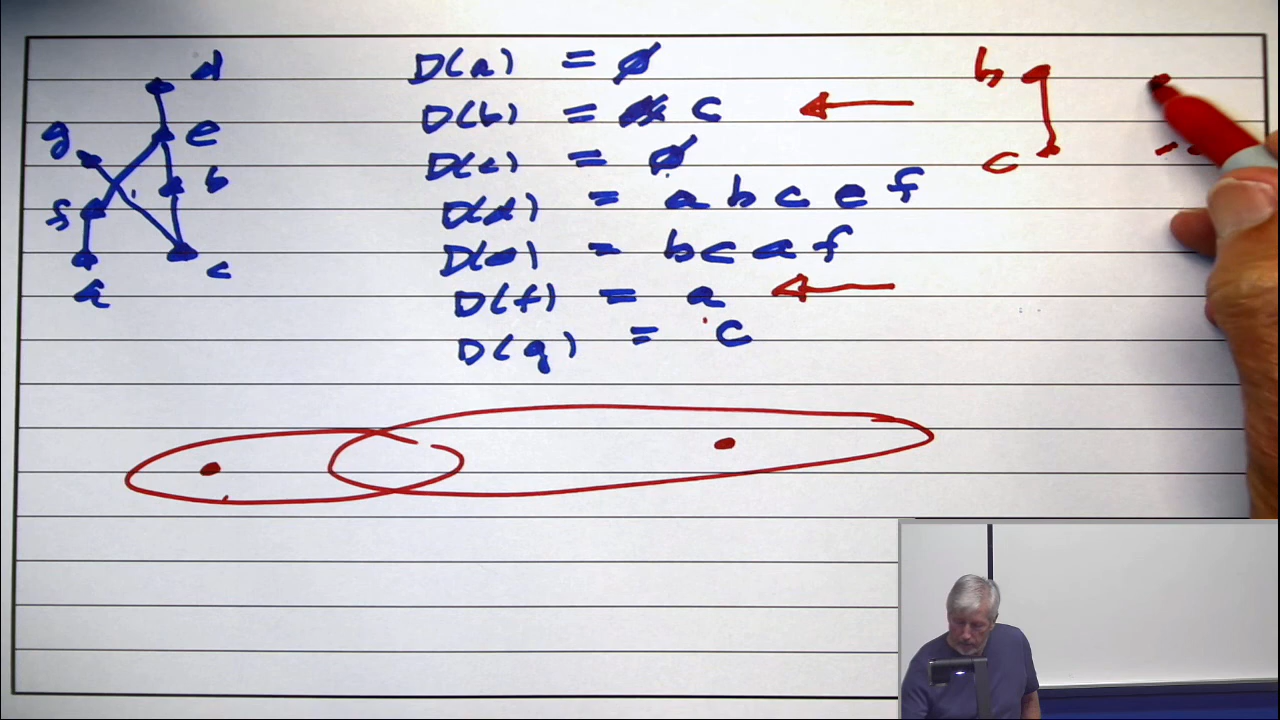 d
g e
b
f
c
a
D(a) = ∅
D(b) = c
D(c) = ∅
D(d) = a b c e f
D(e) = b c a f
D(f) = a
D(g) = c
b
c